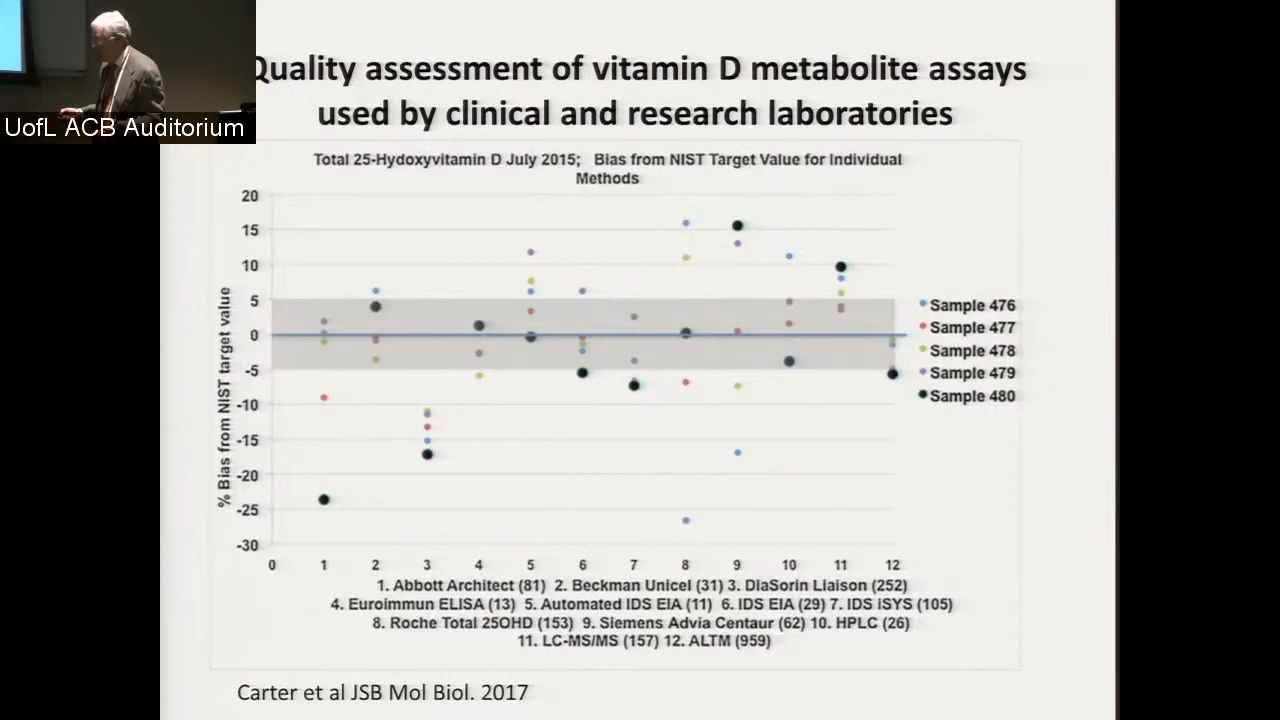 Quality assessment of vitamin D metabolite assays
used by clinical and research laboratories
UofL ACB Auditorium
Total 25-Hydoxyvitamin D July 2015; Bias from NIST Target Value for Individual
Methods
% Bias from NIST target value
20
15
10
5
0
-5
-10
-15
-20
-25
-30
0 1 2 3 4 5 6 7 8 9 10 11 12
Sample 476
Sample 477
Sample 478
Sample 479
Sample 480
1. Abbott Architect (81) 2. Beckman Unicel (31) 3. DiaSorin Liaison (252)
4. Euroimmun ELISA (13) 5. Automated IDS EIA (11) 6. IDS EIA (29) 7. IDS iSYS (105)
8. Roche Total 25OHD (153) 9. Siemens Advia Centaur (62) 10. HPLC (26)
11. LC-MS/MS (157) 12. ALTM (959)
Carter et al JSB Mol Biol. 2017